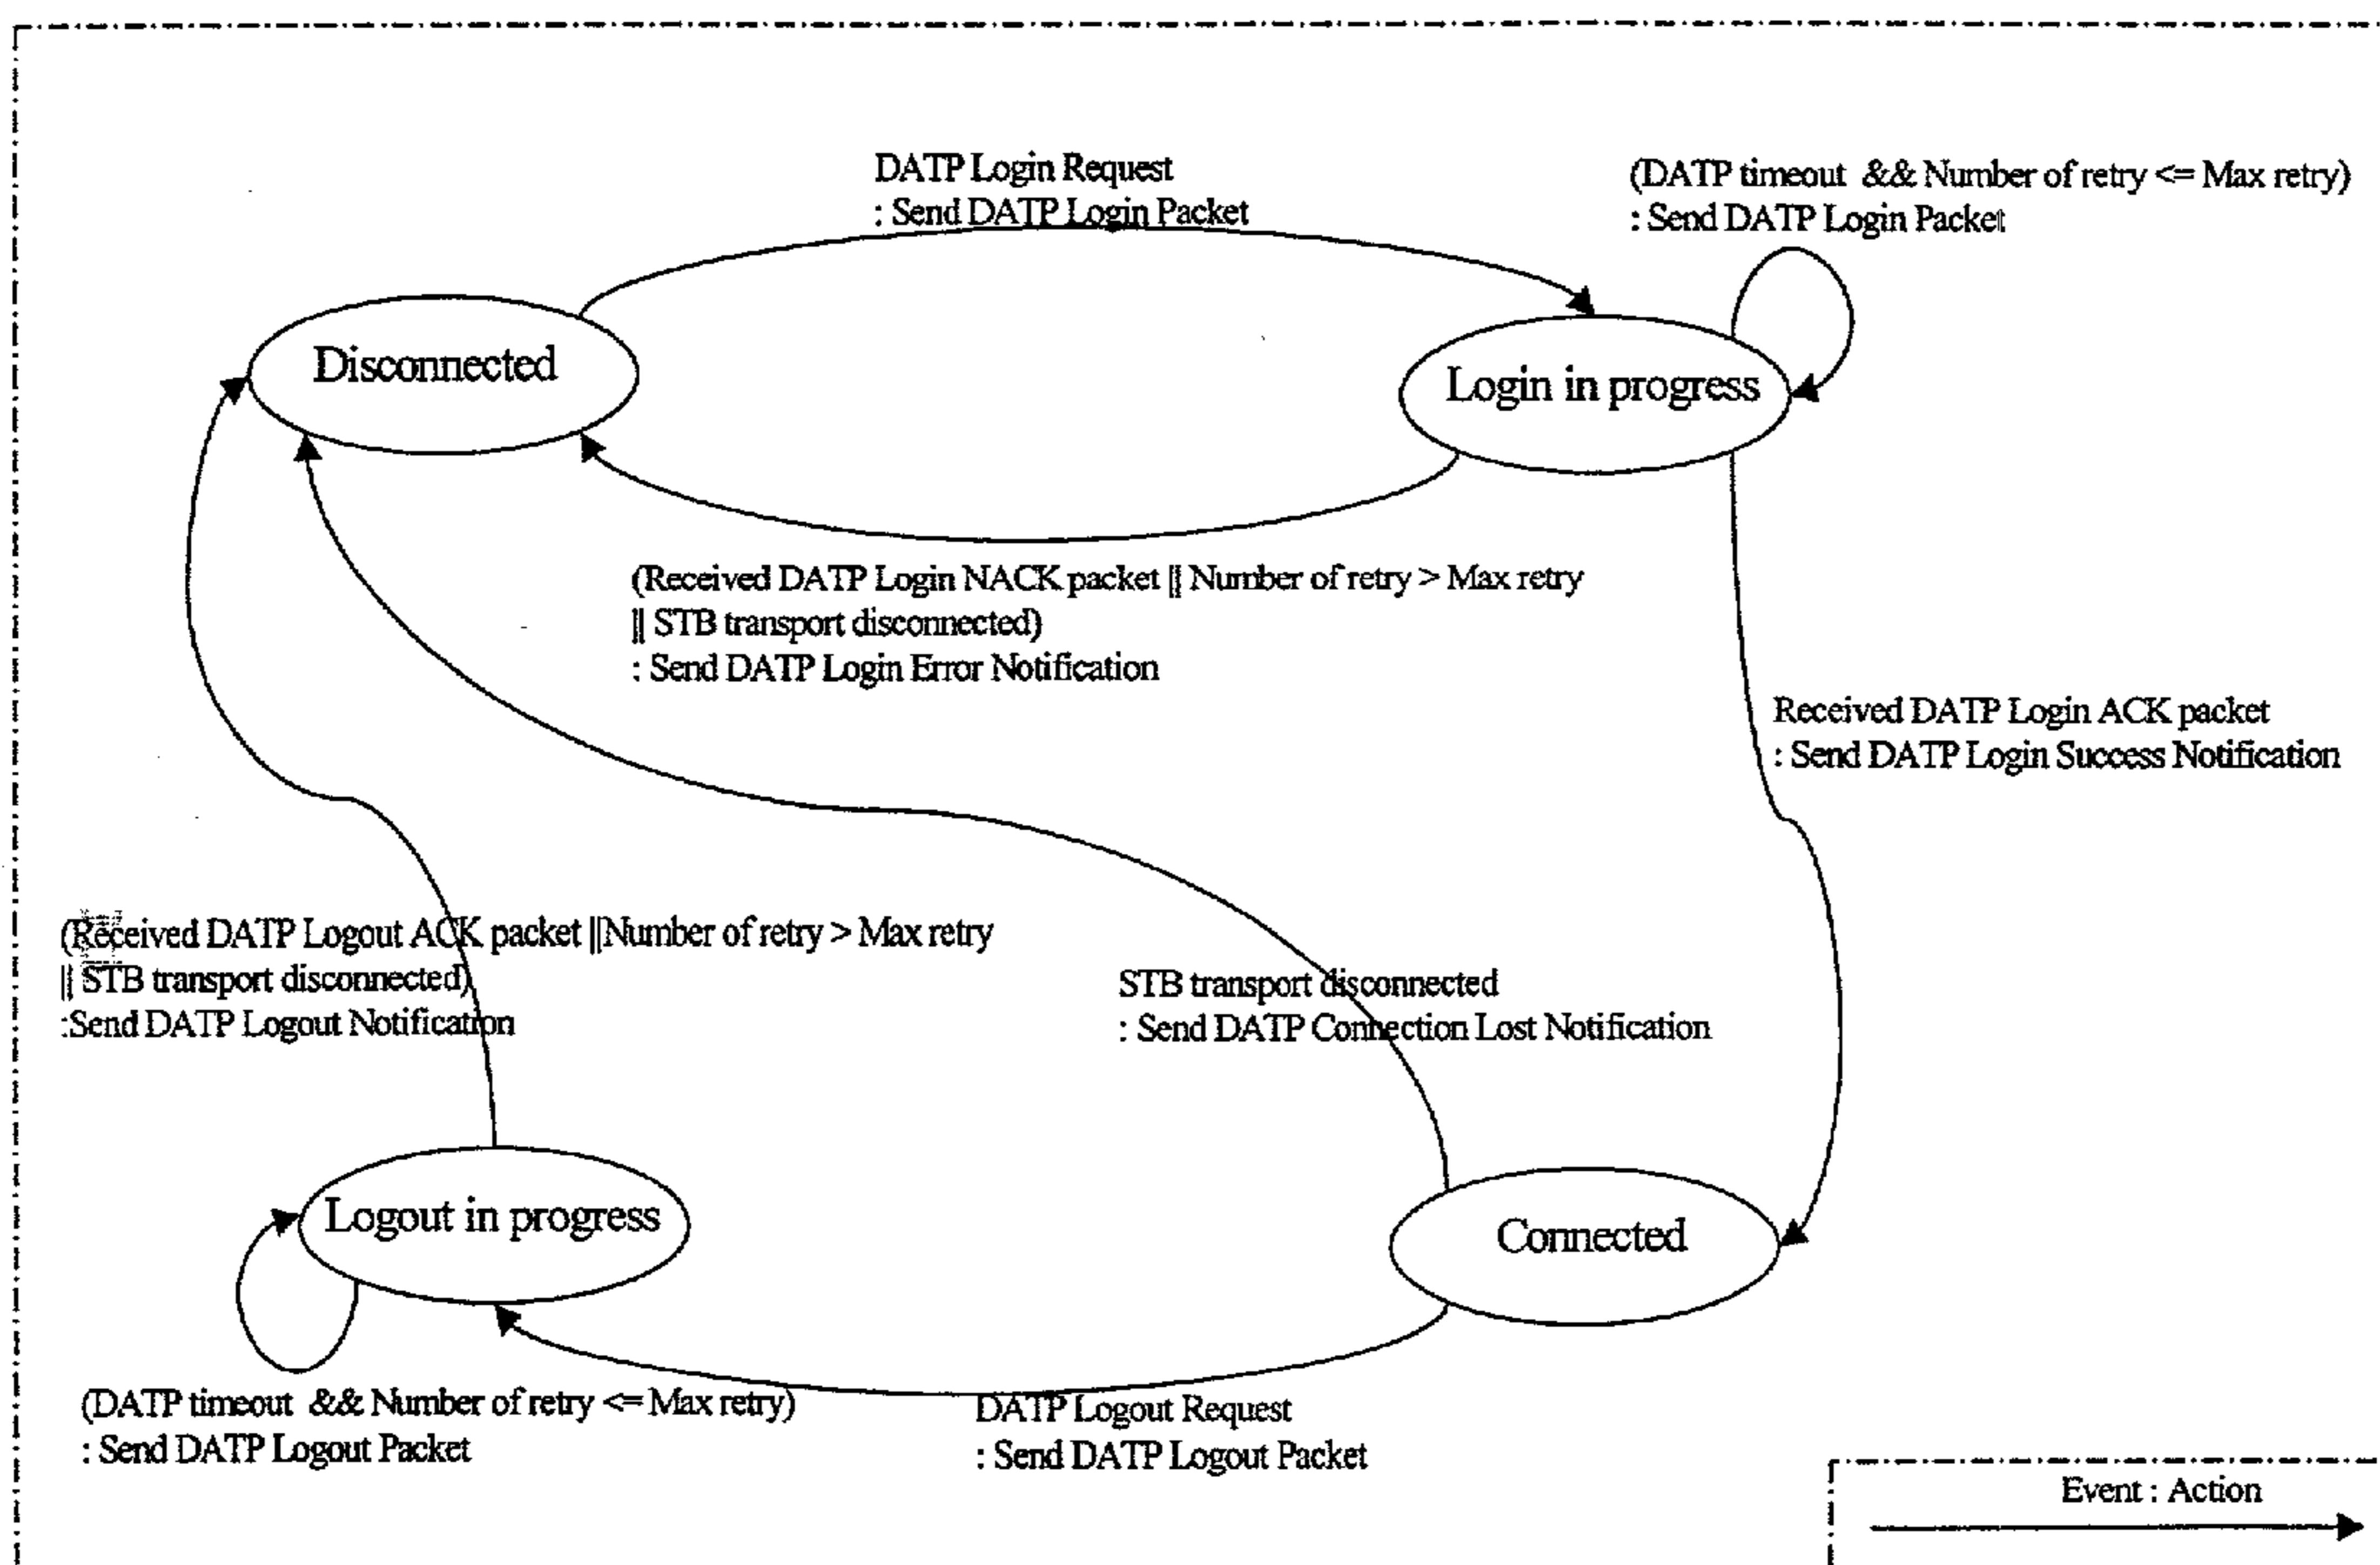 DATP Login Request
: Send DATP Login Packet
(DATP timeout && Number of retry <= Max retry)
: Send DATP Login Packet
Disconnected
Login in progress
(Received DATP Login NACK packet || Number of retry > Max retry
|| STB transport disconnected)
: Send DATP Login Error Notification
Received DATP Login ACK packet
: Send DATP Login Success Notification
(Received DATP Logout ACK packet ||Number of retry > Max retry
|| STB transport disconnected)
:Send DATP Logout Notification
STB transport disconnected
: Send DATP Connection Lost Notification
Logout in progress
Connected
(DATP timeout && Number of retry <= Max retry)
: Send DATP Logout Packet
DATP Logout Request
: Send DATP Logout Packet
Event : Action